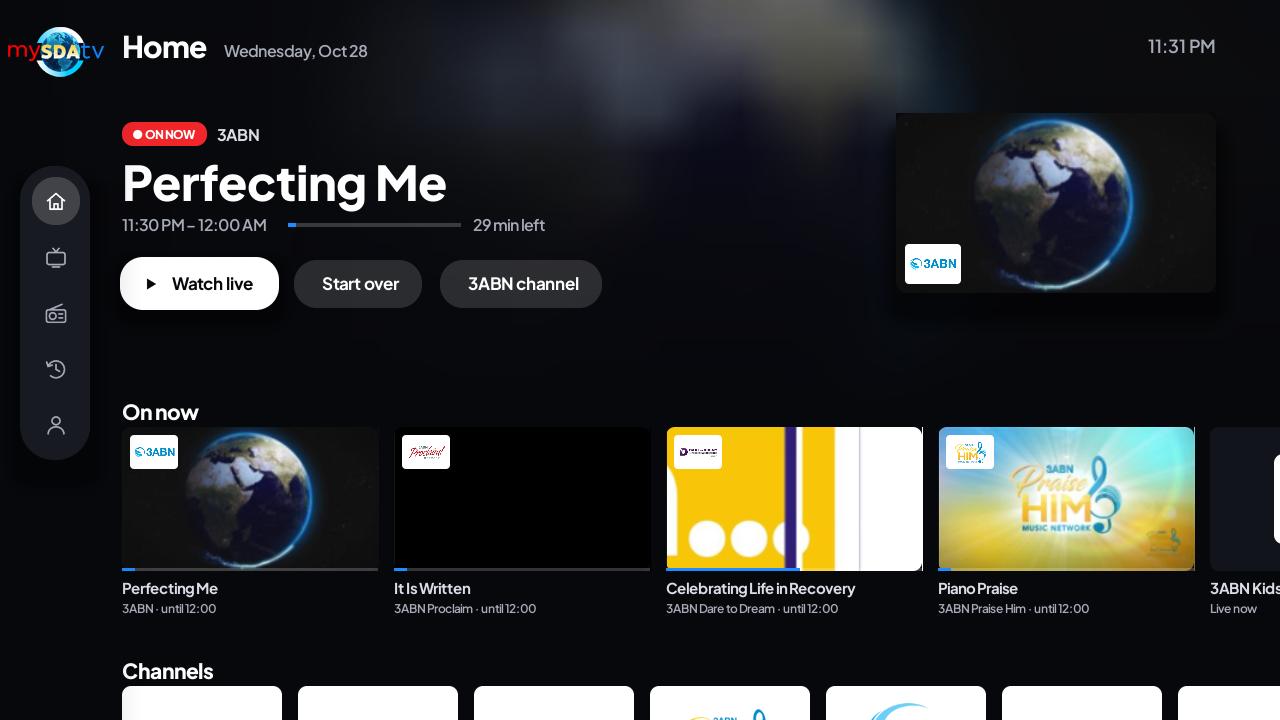 mySDAtv
Home
Wednesday, Oct 28
11:31 PM
ON NOW
3ABN
Perfecting Me
11:30 PM – 12:00 AM
29 min left
Watch live
Start over
3ABN channel
3ABN
On now
3ABN
Proclaim!
3ABN
Praise
HIM
MUSIC NETWORK
Perfecting Me
3ABN · until 12:00
It Is Written
3ABN Proclaim · until 12:00
Celebrating Life in Recovery
3ABN Dare to Dream · until 12:00
Piano Praise
3ABN Praise Him · until 12:00
3ABN Kids
Live now
Channels